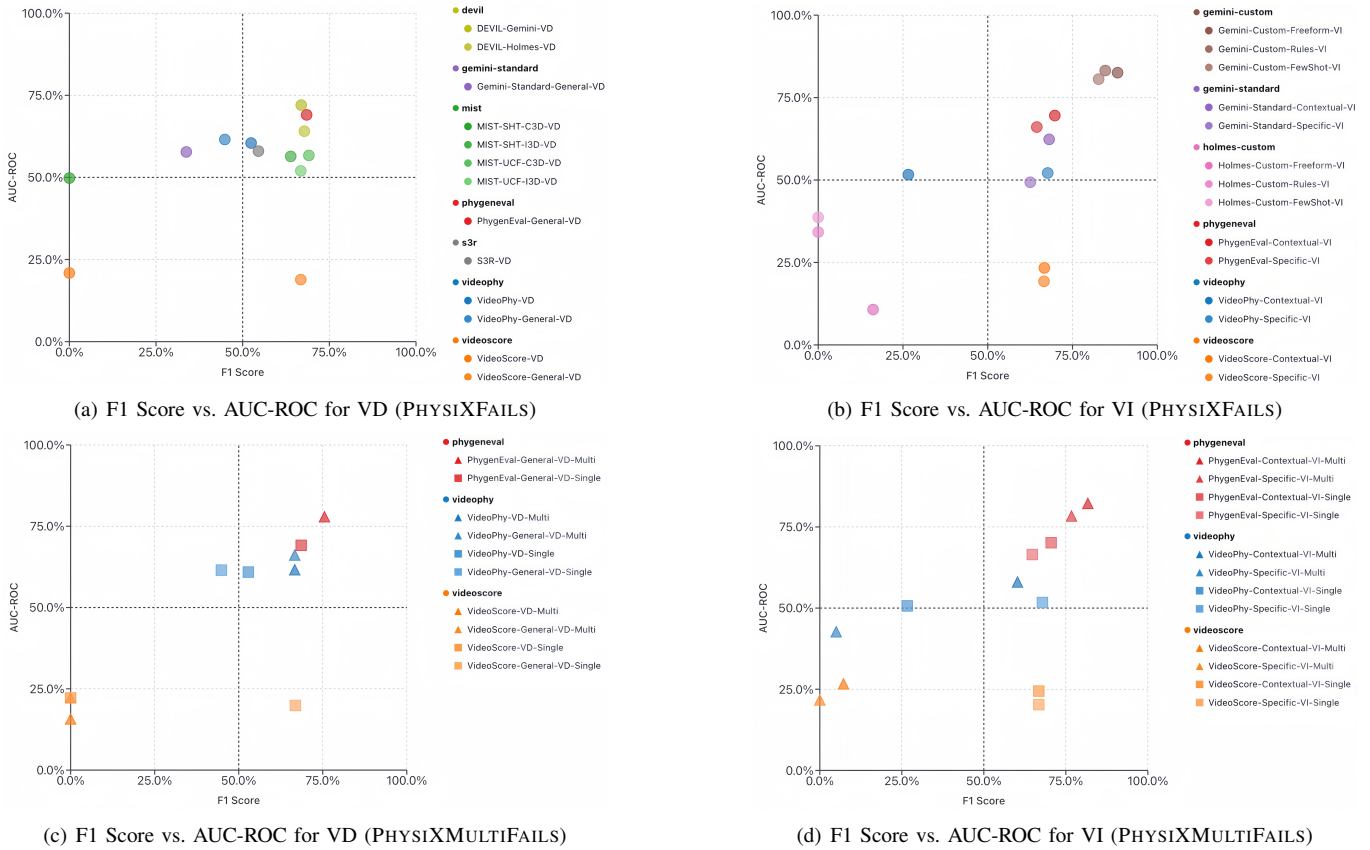 100.0%
75.0%
50.0%
25.0%
0.0%
AUC-ROC
0.0%
25.0%
50.0%
75.0%
100.0%
F1 Score
devil
DEVIL-Gemini-VD
DEVIL-Holmes-VD
gemini-standard
Gemini-Standard-General-VD
mist
MIST-SHT-C3D-VD
MIST-SHT-I3D-VD
MIST-UCF-C3D-VD
MIST-UCF-I3D-VD
phygeneval
PhygenEval-General-VD
s3r
S3R-VD
videophy
VideoPhy-VD
VideoPhy-General-VD
videoscore
VideoScore-VD
VideoScore-General-VD
(a) F1 Score vs. AUC-ROC for VD (PHYSIXFAILS)
100.0%
75.0%
50.0%
25.0%
0.0%
AUC-ROC
0.0%
25.0%
50.0%
75.0%
100.0%
F1 Score
gemini-custom
Gemini-Custom-Freeform-VI
Gemini-Custom-Rules-VI
Gemini-Custom-FewShot-VI
gemini-standard
Gemini-Standard-Contextual-VI
Gemini-Standard-Specific-VI
holmes-custom
Holmes-Custom-Freeform-VI
Holmes-Custom-Rules-VI
Holmes-Custom-FewShot-VI
phygeneval
PhygenEval-Contextual-VI
PhygenEval-Specific-VI
videophy
VideoPhy-Contextual-VI
VideoPhy-Specific-VI
videoscore
VideoScore-Contextual-VI
VideoScore-Specific-VI
(b) F1 Score vs. AUC-ROC for VI (PHYSIXFAILS)
100.0%
75.0%
50.0%
25.0%
0.0%
AUC-ROC
0.0%
25.0%
50.0%
75.0%
100.0%
F1 Score
phygeneval
PhygenEval-General-VD-Multi
PhygenEval-General-VD-Single
videophy
VideoPhy-VD-Multi
VideoPhy-General-VD-Multi
VideoPhy-VD-Single
VideoPhy-General-VD-Single
videoscore
VideoScore-VD-Multi
VideoScore-General-VD-Multi
VideoScore-VD-Single
VideoScore-General-VD-Single
(c) F1 Score vs. AUC-ROC for VD (PHYSIXMULTIFAILS)
100.0%
75.0%
50.0%
25.0%
0.0%
AUC-ROC
0.0%
25.0%
50.0%
75.0%
100.0%
F1 Score
phygeneval
PhygenEval-Contextual-VI-Multi
PhygenEval-Specific-VI-Multi
PhygenEval-Contextual-VI-Single
PhygenEval-Specific-VI-Single
videophy
VideoPhy-Contextual-VI-Multi
VideoPhy-Specific-VI-Multi
VideoPhy-Contextual-VI-Single
VideoPhy-Specific-VI-Single
videoscore
VideoScore-Contextual-VI-Multi
VideoScore-Specific-VI-Multi
VideoScore-Contextual-VI-Single
VideoScore-Specific-VI-Single
(d) F1 Score vs. AUC-ROC for VI (PHYSIXMULTIFAILS)